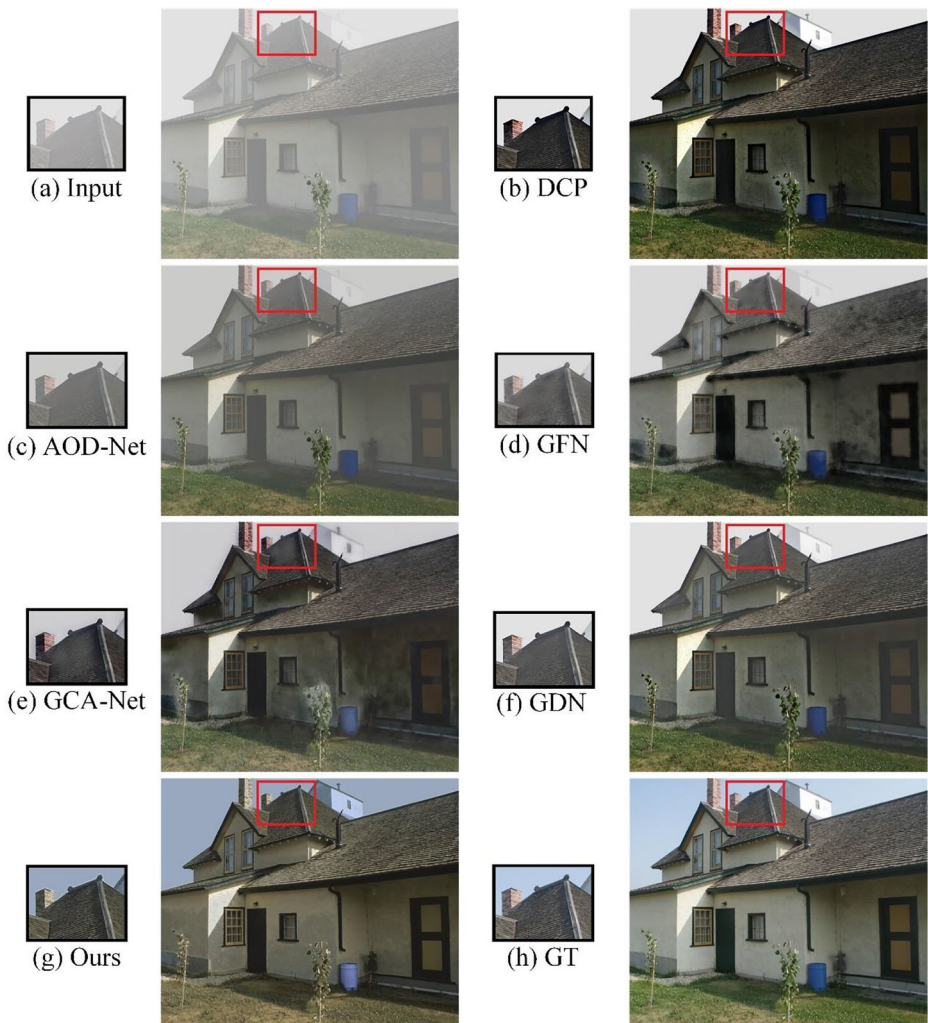 (a) Input
(b) DCP
(c) AOD-Net
(d) GFN
(e) GCA-Net
(f) GDN
(g) Ours
(h) GT